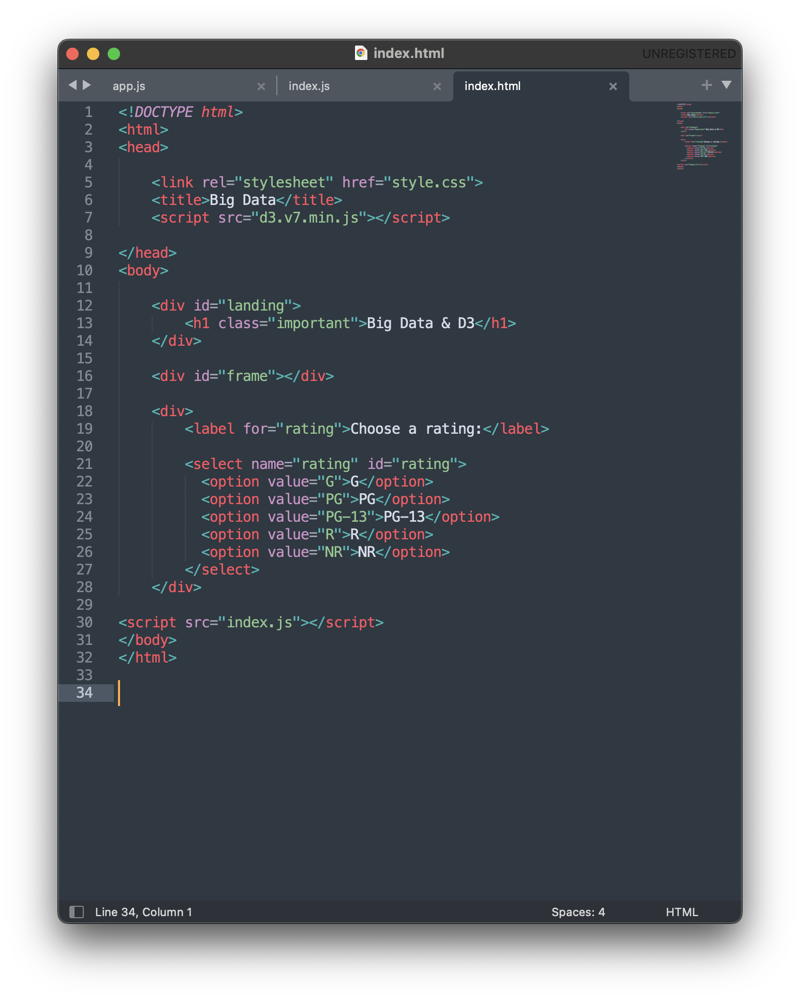 index.html
UNREGISTERED
app.js
index.js
index.html
1 <!DOCTYPE html>
2 <html>
3 <head>
4
5     <link rel="stylesheet" href="style.css">
6     <title>Big Data</title>
7     <script src="d3.v7.min.js"></script>
8
9 </head>
10 <body>
11
12     <div id="landing">
13         <h1 class="important">Big Data & D3</h1>
14     </div>
15
16     <div id="frame"></div>
17
18     <div>
19         <label for="rating">Choose a rating:</label>
20
21         <select name="rating" id="rating">
22           <option value="G">G</option>
23           <option value="PG">PG</option>
24           <option value="PG-13">PG-13</option>
25           <option value="R">R</option>
26           <option value="NR">NR</option>
27         </select>
28     </div>
29
30 <script src="index.js"></script>
31 </body>
32 </html>
33
34
Line 34, Column 1
Spaces: 4
HTML